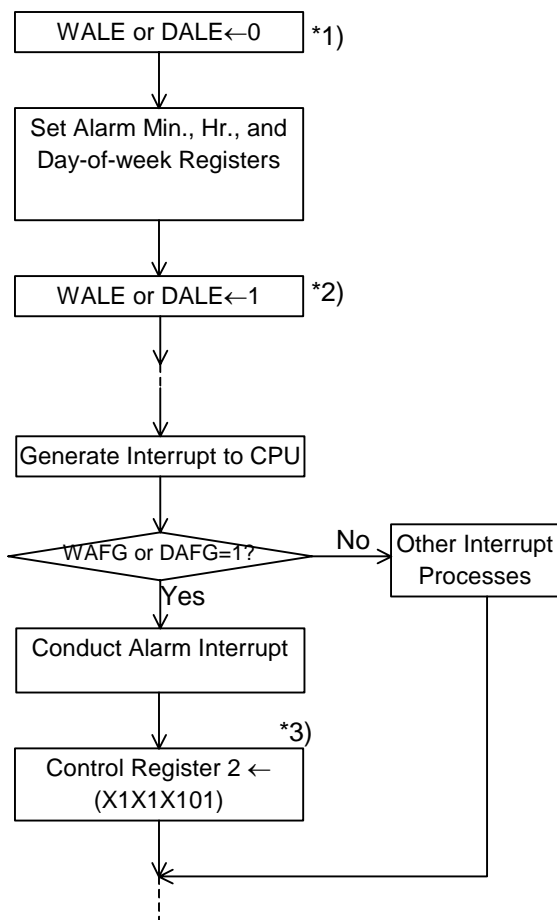 WALE or DALE←0
*1)
Set Alarm Min., Hr., and
Day-of-week Registers
WALE or DALE←1
*2)
Generate Interrupt to CPU
WAFG or DAFG=1?
No
Other Interrupt
Processes
Yes
Conduct Alarm Interrupt
*3)
Control Register 2 ←
(X1X1X101)